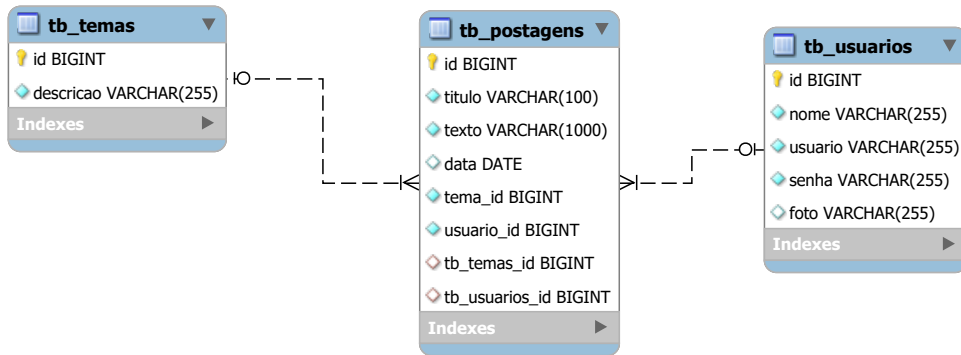 tb_temas
id BIGINT
descricao VARCHAR(255)
Indexes
tb_postagens
id BIGINT
titulo VARCHAR(100)
texto VARCHAR(1000)
data DATE
tema_id BIGINT
usuario_id BIGINT
tb_temas_id BIGINT
tb_usuarios_id BIGINT
Indexes
tb_usuarios
id BIGINT
nome VARCHAR(255)
usuario VARCHAR(255)
senha VARCHAR(255)
foto VARCHAR(255)
Indexes